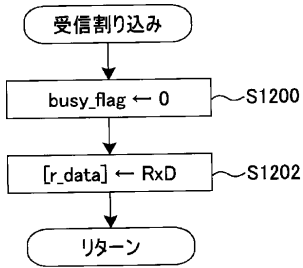 受信割り込み
busy_flag ← 0
S1200
[r_data] ← RxD
S1202
リターン